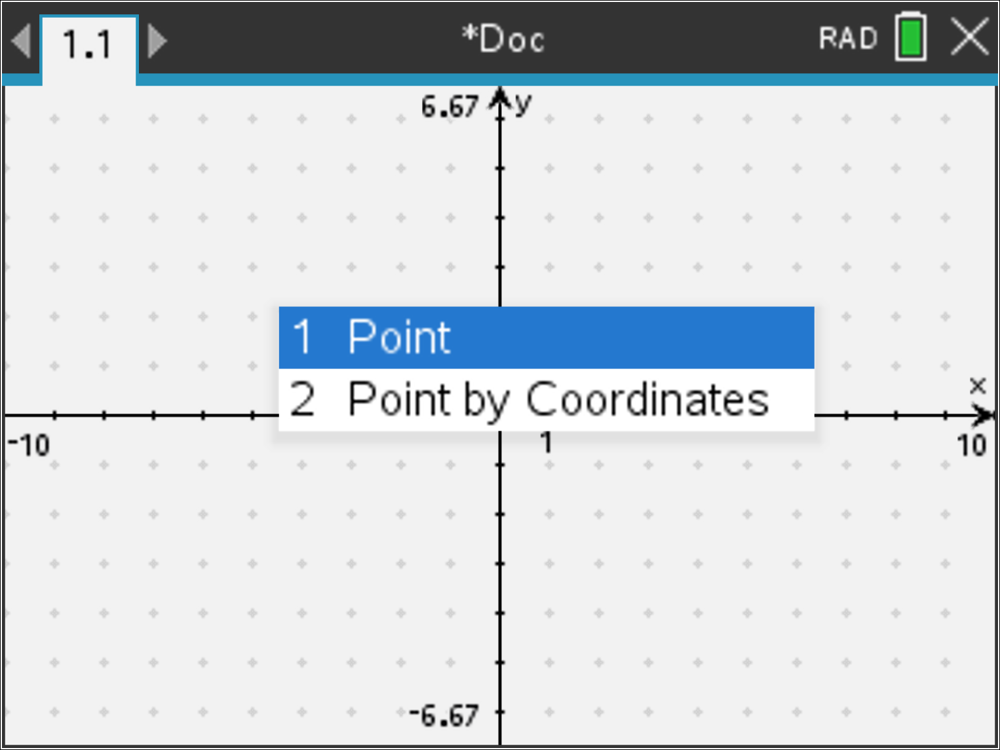 1.1 *Doc RAD
6.67 y
1 Point
2 Point by Coordinates
x
-10 1 10
-6.67